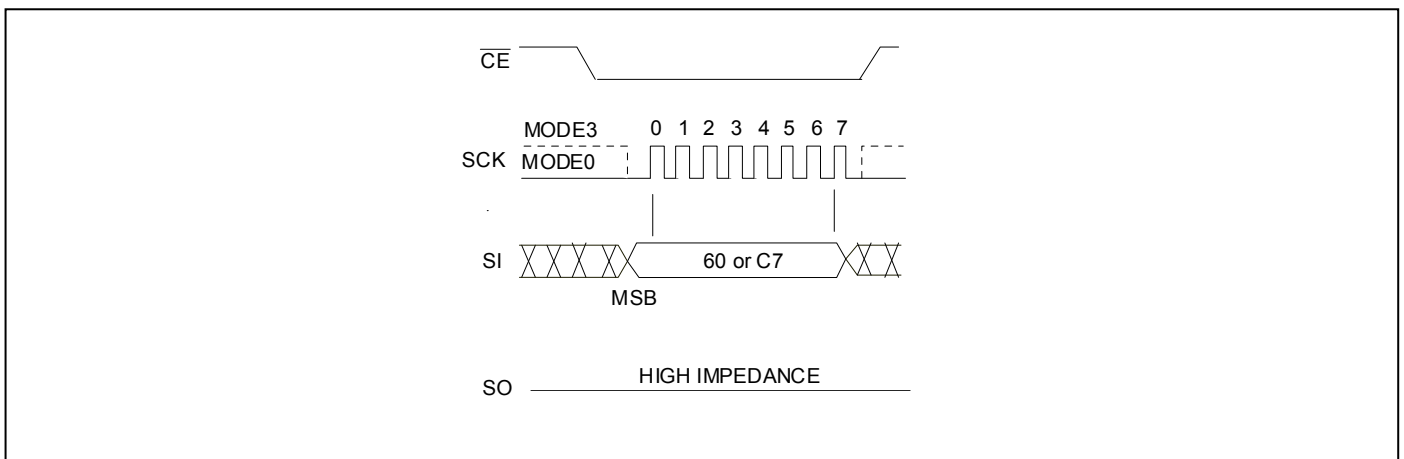 CE
MODE3 0 1 2 3 4 5 6 7
SCK MODE0
SI 60 or C7
MSB
SO HIGH IMPEDANCE